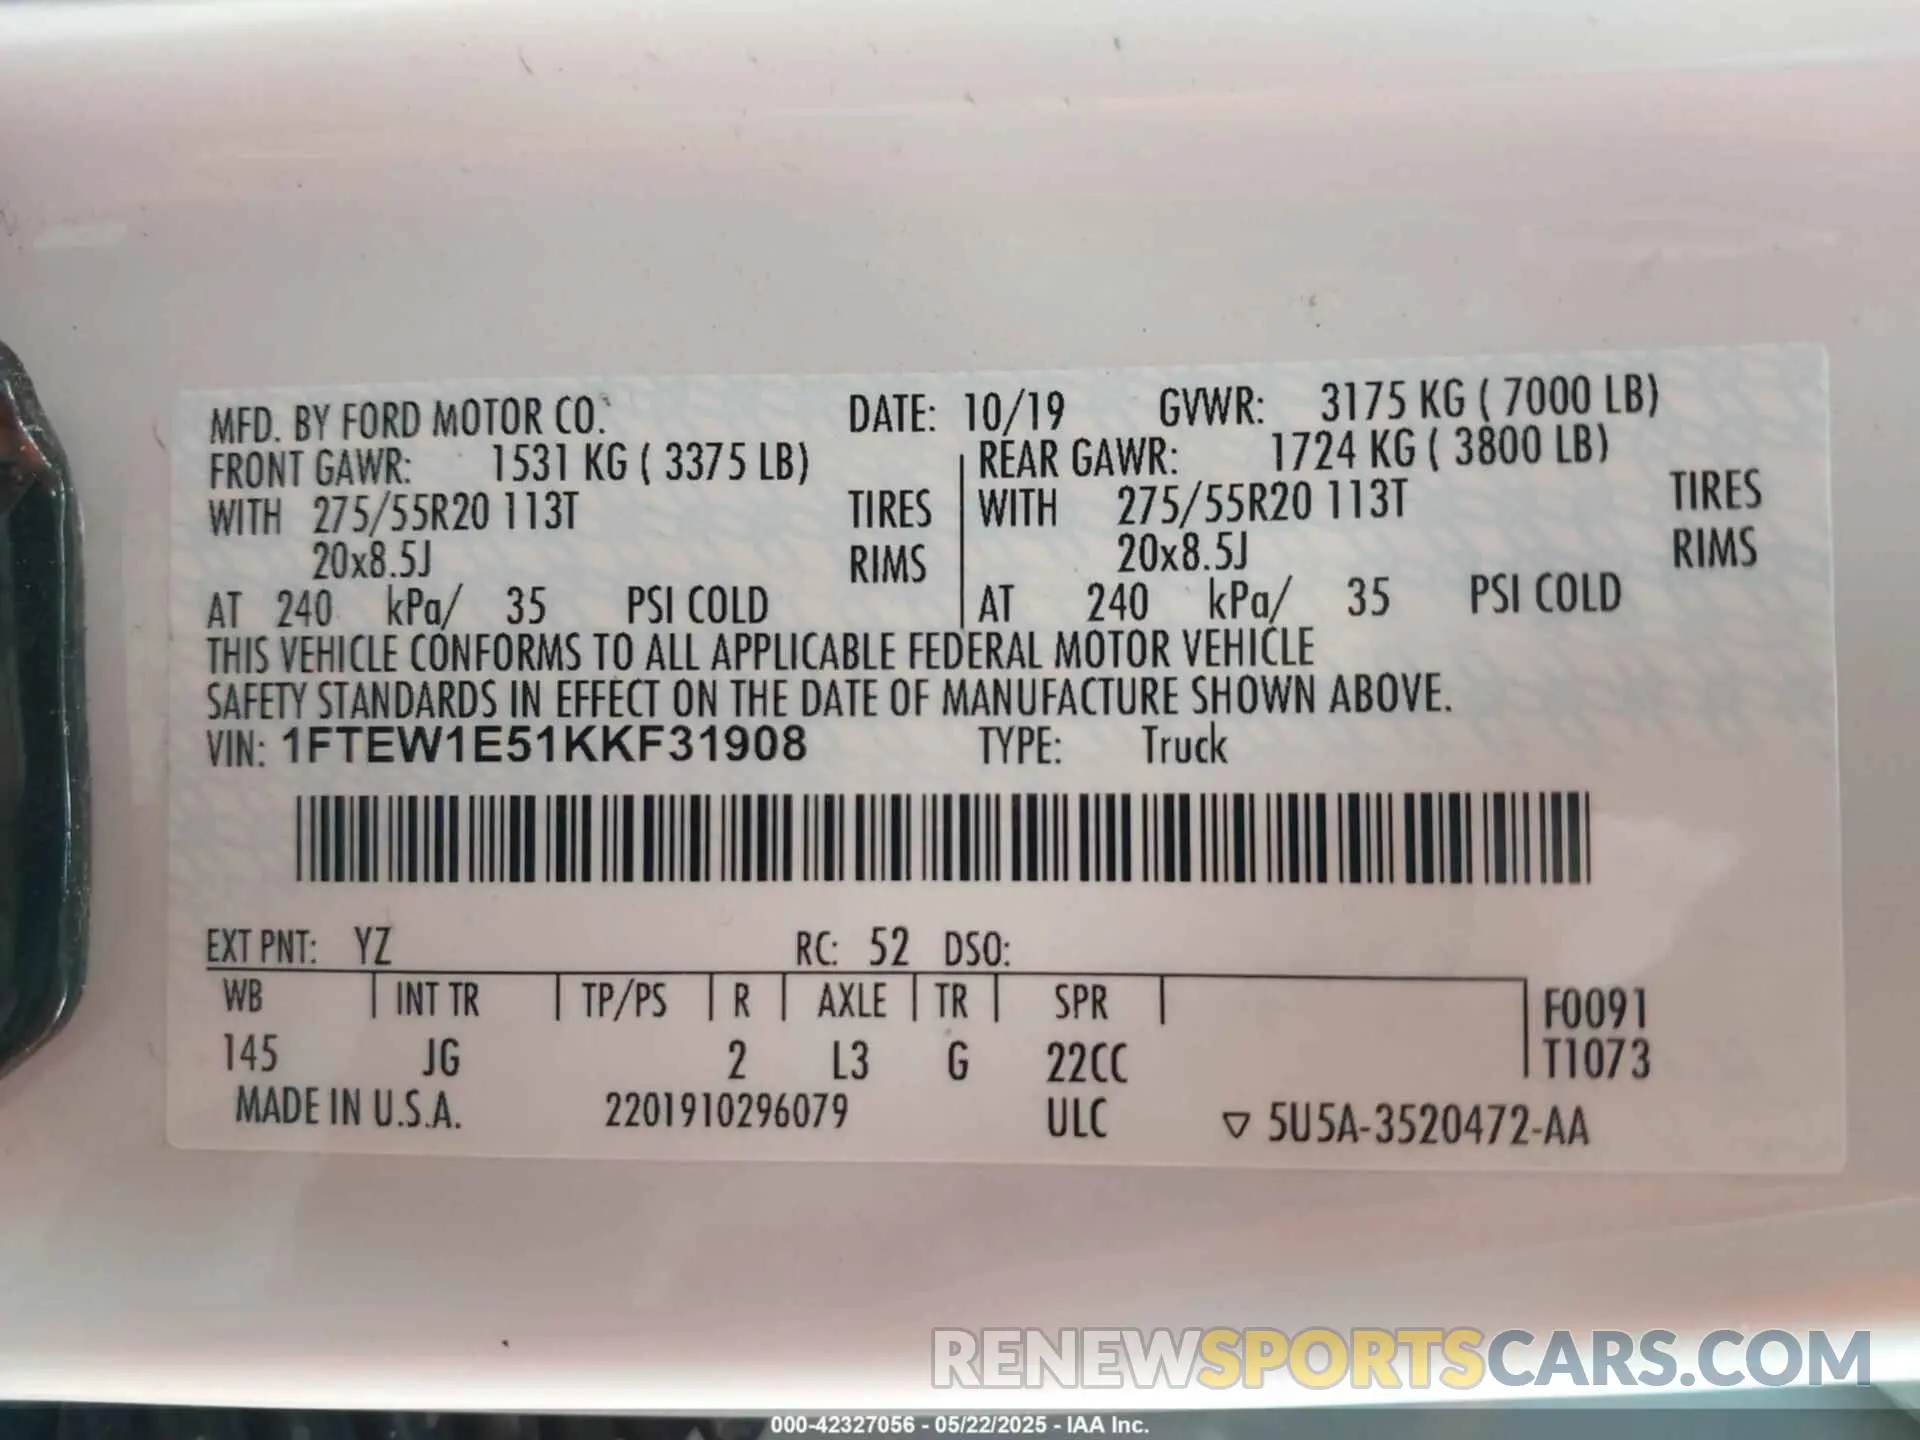 MFD. BY FORD MOTOR CO. DATE: 10/19 GVWR: 3175 KG ( 7000 LB)
FRONT GAWR: 1531 KG ( 3375 LB) REAR GAWR: 1724 KG ( 3800 LB)
WITH 275/55R20 113T TIRES WITH 275/55R20 113T TIRES
20x8.5J RIMS 20x8.5J RIMS
AT 240 kPa/ 35 PSI COLD AT 240 kPa/ 35 PSI COLD
THIS VEHICLE CONFORMS TO ALL APPLICABLE FEDERAL MOTOR VEHICLE
SAFETY STANDARDS IN EFFECT ON THE DATE OF MANUFACTURE SHOWN ABOVE.
VIN: 1FTEW1E51KKF31908 TYPE: Truck
EXT PNT: YZ RC: 52 DSO:
WB INT TR TP/PS R AXLE TR SPR F0091
145 JG 2 L3 G 22CC T1073
MADE IN U.S.A. 2201910296079 ULC ▽ 5U5A-3520472-AA
RENEWSPORTSCARS.COM
000-42327056 - 05/22/2025 - IAA Inc.